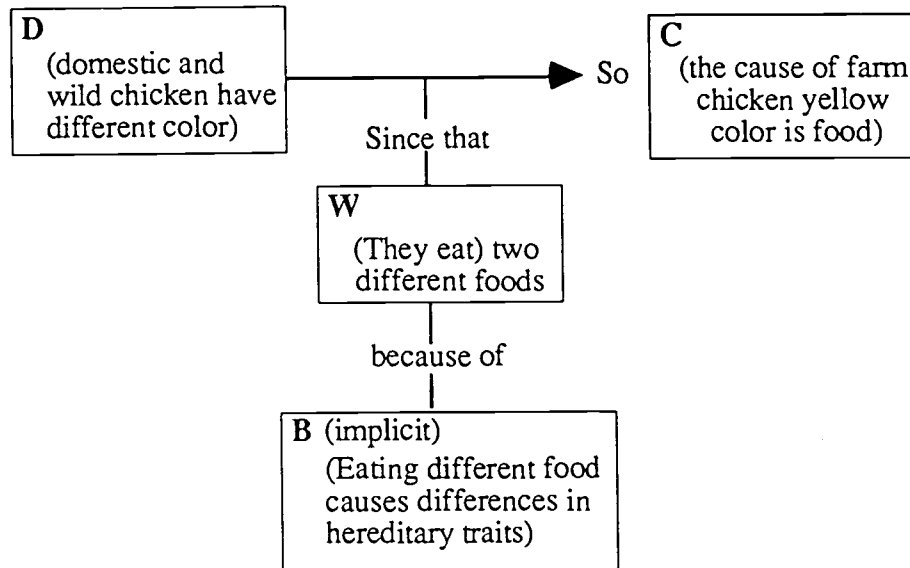 D
(domestic and
wild chicken have
different color)
So
C
(the cause of farm
chicken yellow
color is food)
Since that
W
(They eat) two
different foods
because of
B (implicit)
(Eating different food
causes differences in
hereditary traits)